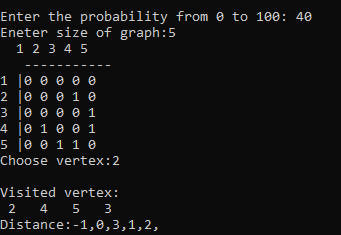 Enter the probability from 0 to 100: 40
Eneter size of graph:5
1 2 3 4 5
-----------
1 |0 0 0 0 0
2 |0 0 0 1 0
3 |0 0 0 0 1
4 |0 1 0 0 1
5 |0 0 1 1 0
Choose vertex:2
Visited vertex:
2 4 5 3
Distance:-1,0,3,1,2,